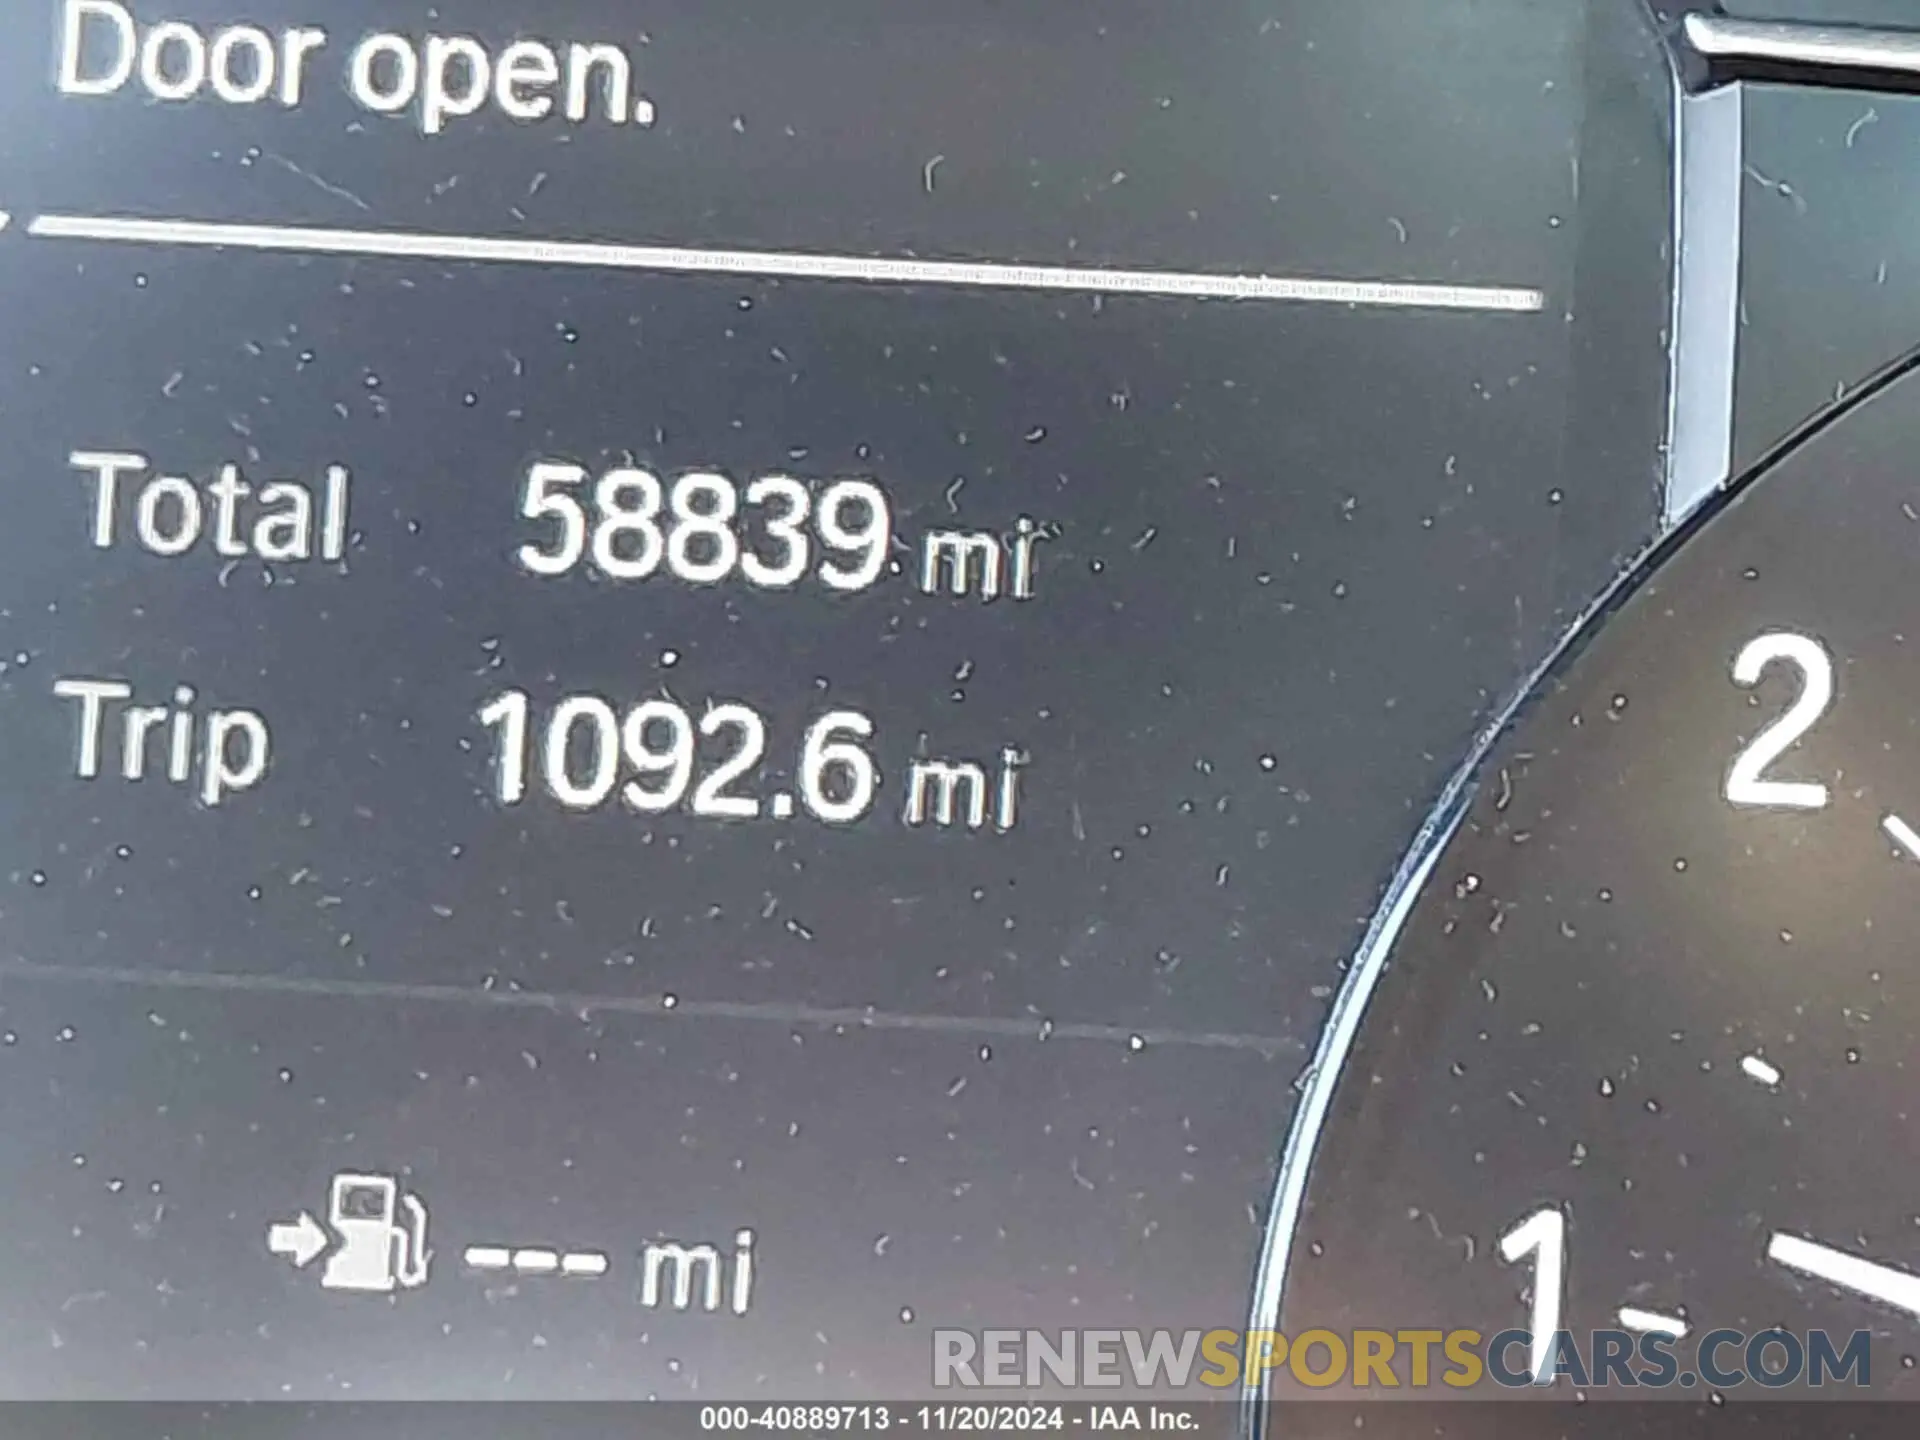 Door open.
Total 58839 mi
Trip 1092.6 mi
2
--- mi
1
RENEWSPORTSCARS.COM
000-40889713 - 11/20/2024 - IAA Inc.